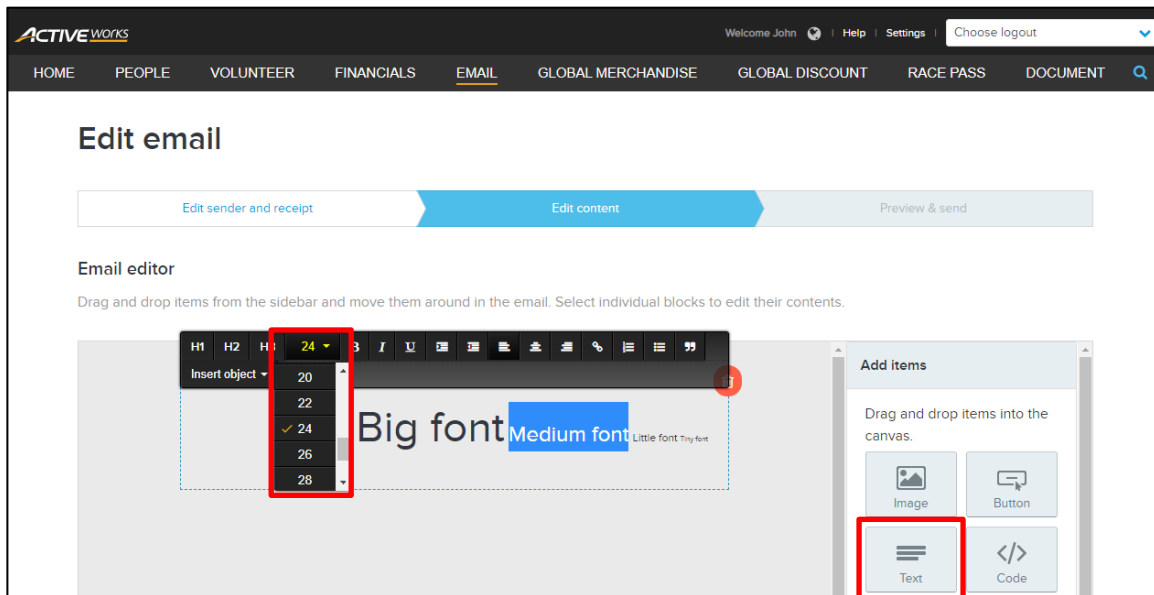 ACTIVE WORKS
Welcome John | Help | Settings | Choose logout
HOME PEOPLE VOLUNTEER FINANCIALS EMAIL GLOBAL MERCHANDISE GLOBAL DISCOUNT RACE PASS DOCUMENT
Edit email
Edit sender and receipt Edit content Preview & send
Email editor
Drag and drop items from the sidebar and move them around in the email. Select individual blocks to edit their contents.
H1 H2 24 B I U
Insert object
20
22
24
26
28
Big font Medium font Little font Tiny font
Add items
Drag and drop items into the
canvas.
Image Button
Text Code